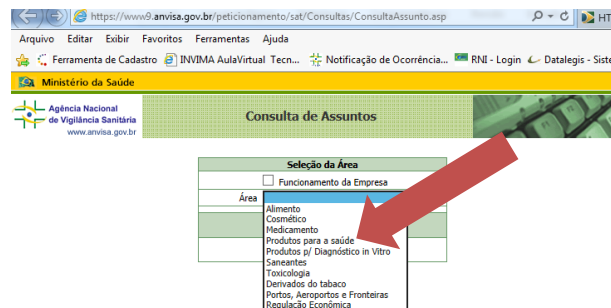 https://www9.anvisa.gov.br/peticionamento/sat/Consultas/ConsultaAssunto.asp
Arquivo Editar Exibir Favoritos Ferramentas Ajuda
Ferramenta de Cadastro INVIMA AulaVirtual Tecn... Notificação de Ocorrência... RNI - Login Datalegis - Siste
Ministério da Saúde
Agência Nacional
de Vigilância Sanitária
www.anvisa.gov.br
Consulta de Assuntos
Seleção da Área
Funcionamento da Empresa
Área
Alimento
Cosmético
Medicamento
Produtos para a saúde
Produtos p/ Diagnóstico in Vitro
Saneantes
Toxicologia
Derivados do tabaco
Portos, Aeroportos e Fronteiras
Regulação Econômica